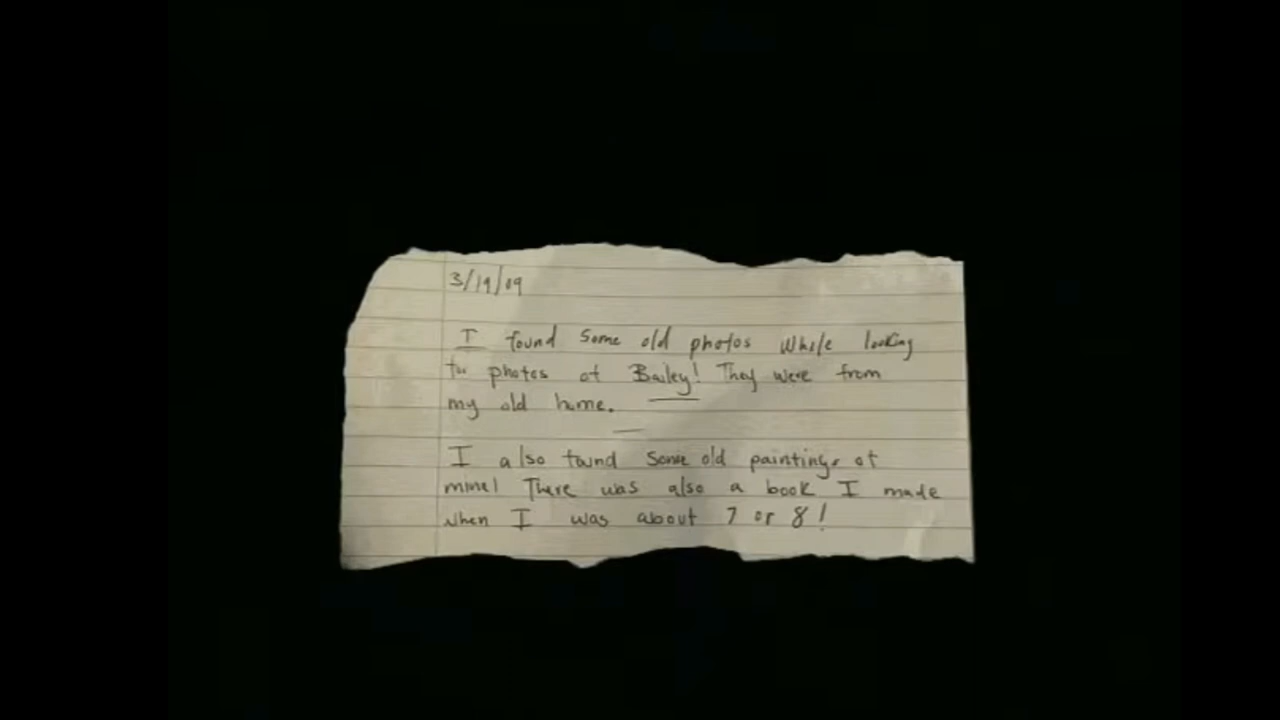 3/19/09
I found some old photos while looking
for photos of Bailey! They were from
my old home.
I also found some old paintings of
mine! There was also a book I made
when I was about 7 or 8!